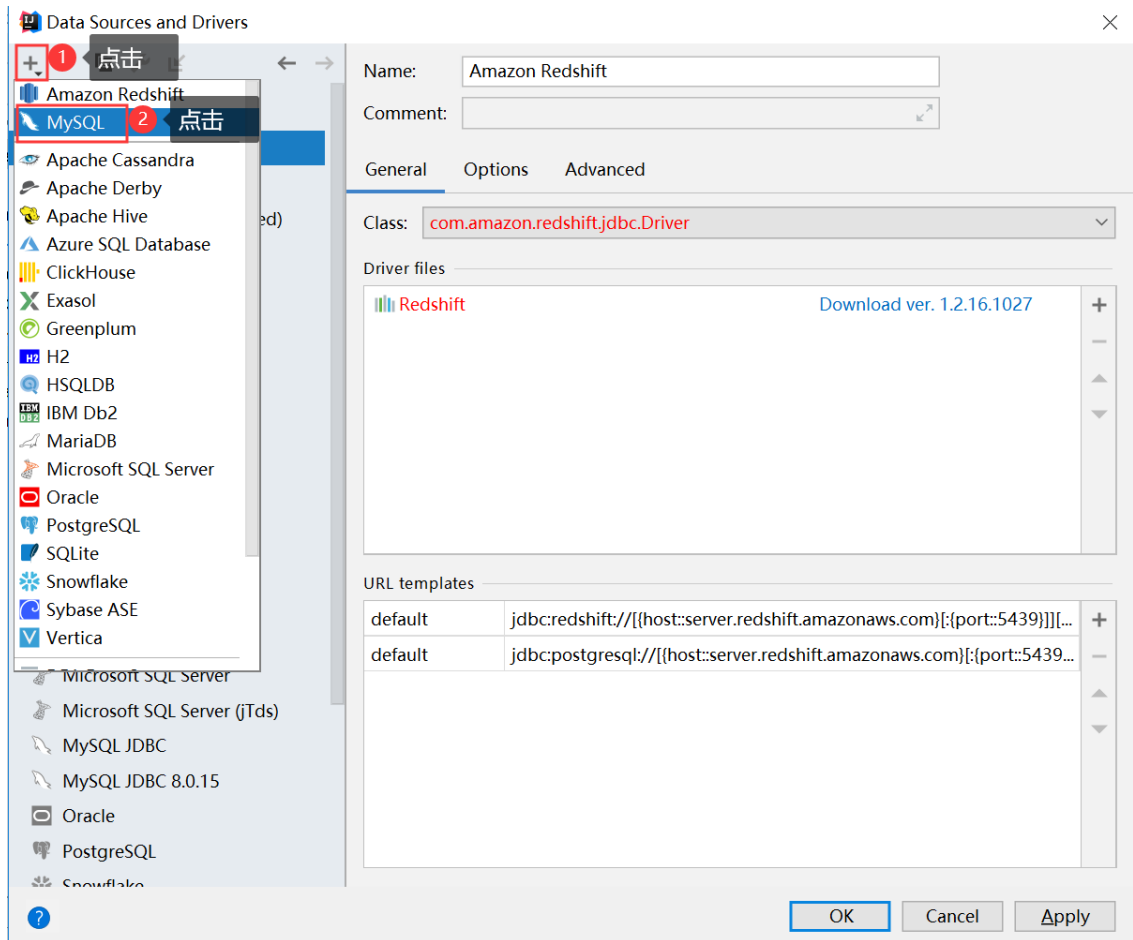 Data Sources and Drivers
1 点击
Amazon Redshift
MySQL 2 点击
Apache Cassandra
Apache Derby
Apache Hive
ed)
Azure SQL Database
ClickHouse
Exasol
Greenplum
H2
HSQLDB
IBM Db2
MariaDB
Microsoft SQL Server
Oracle
PostgreSQL
SQLite
Snowflake
Sybase ASE
Vertica
Microsoft SQL Server
Microsoft SQL Server (jTds)
MySQL JDBC
MySQL JDBC 8.0.15
Oracle
PostgreSQL
Snowflake
Name: Amazon Redshift
Comment:
General Options Advanced
Class: com.amazon.redshift.jdbc.Driver
Driver files
Redshift Download ver. 1.2.16.1027
URL templates
default jdbc:redshift://[{host::server.redshift.amazonaws.com}[:{port::5439}]][...
default jdbc:postgresql://[{host::server.redshift.amazonaws.com}[:{port::5439...
? OK Cancel Apply